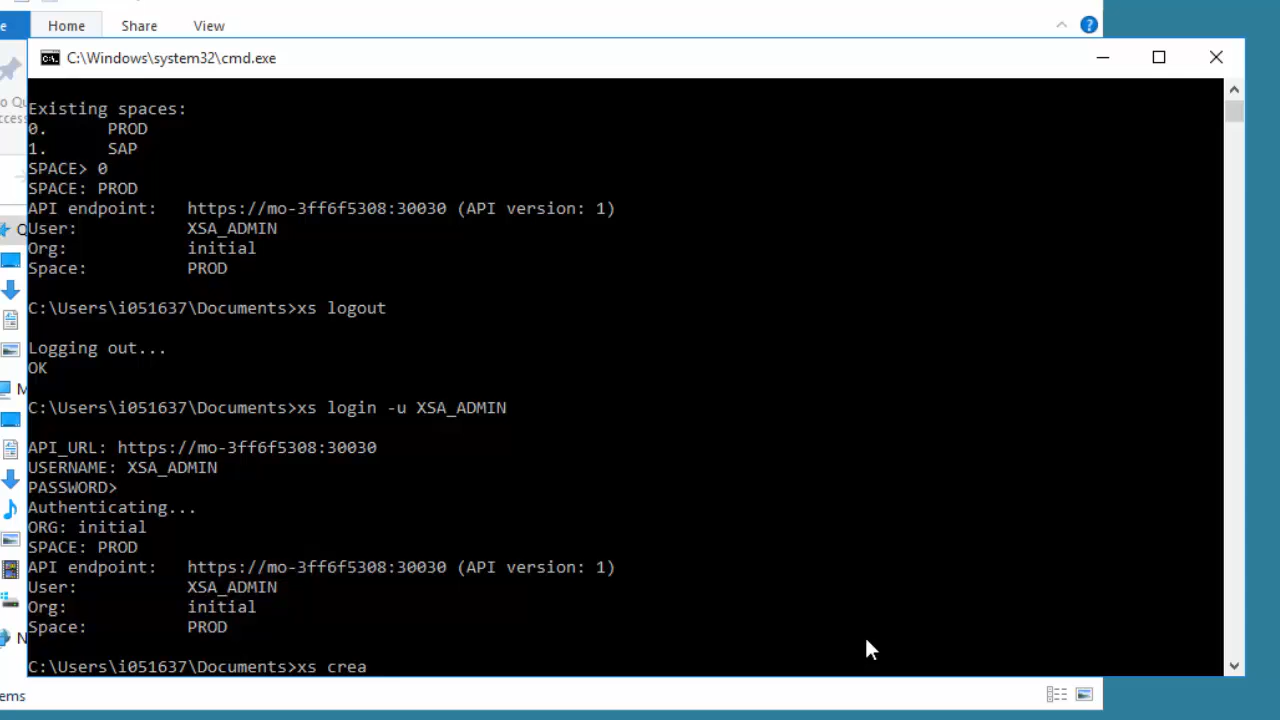 Home Share View
C:\Windows\system32\cmd.exe
Existing spaces:
0. PROD
1. SAP
SPACE> 0
SPACE: PROD
API endpoint: https://mo-3ff6f5308:30030 (API version: 1)
User: XSA_ADMIN
Org: initial
Space: PROD
C:\Users\i051637\Documents>xs logout
Logging out...
OK
C:\Users\i051637\Documents>xs login -u XSA_ADMIN
API_URL: https://mo-3ff6f5308:30030
USERNAME: XSA_ADMIN
PASSWORD>
Authenticating...
ORG: initial
SPACE: PROD
API endpoint: https://mo-3ff6f5308:30030 (API version: 1)
User: XSA_ADMIN
Org: initial
Space: PROD
C:\Users\i051637\Documents>xs crea